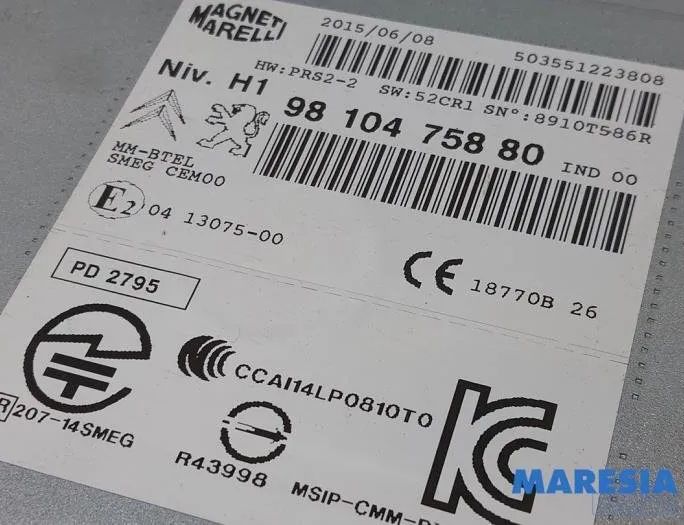 MAGNETI MARELLI
2015/06/08
503551223808
HW:PRS2-2 SW:52CR1 SN°:8910T586R
Niv. H1
98 104 758 80 IND 00
MM-BTEL
SMEG CEM00
E2 04 13075-00
CE 18770B 26
PD 2795
CCAI14LP0810T0
R 207-14SMEG
R43998
MSIP-CMM-
MARESIA